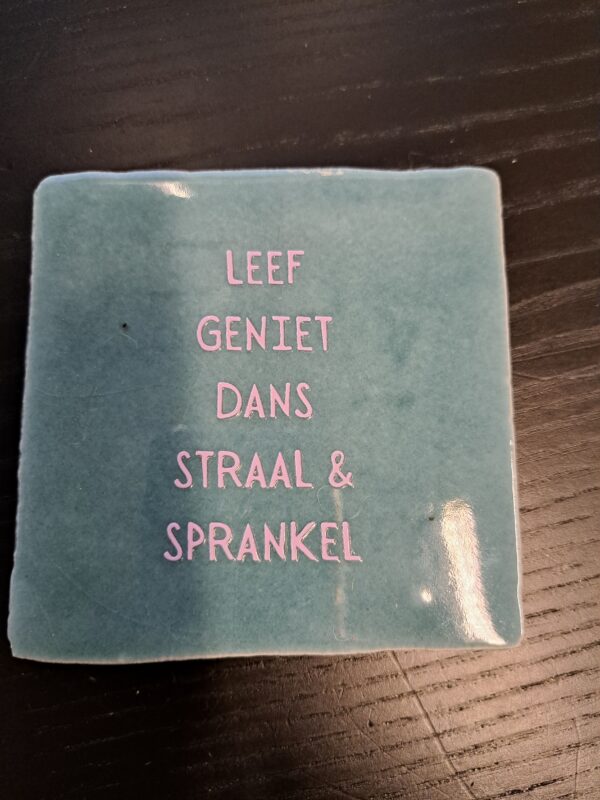 LEEF
GENIET
DANS
STRAAL &
SPRANKEL